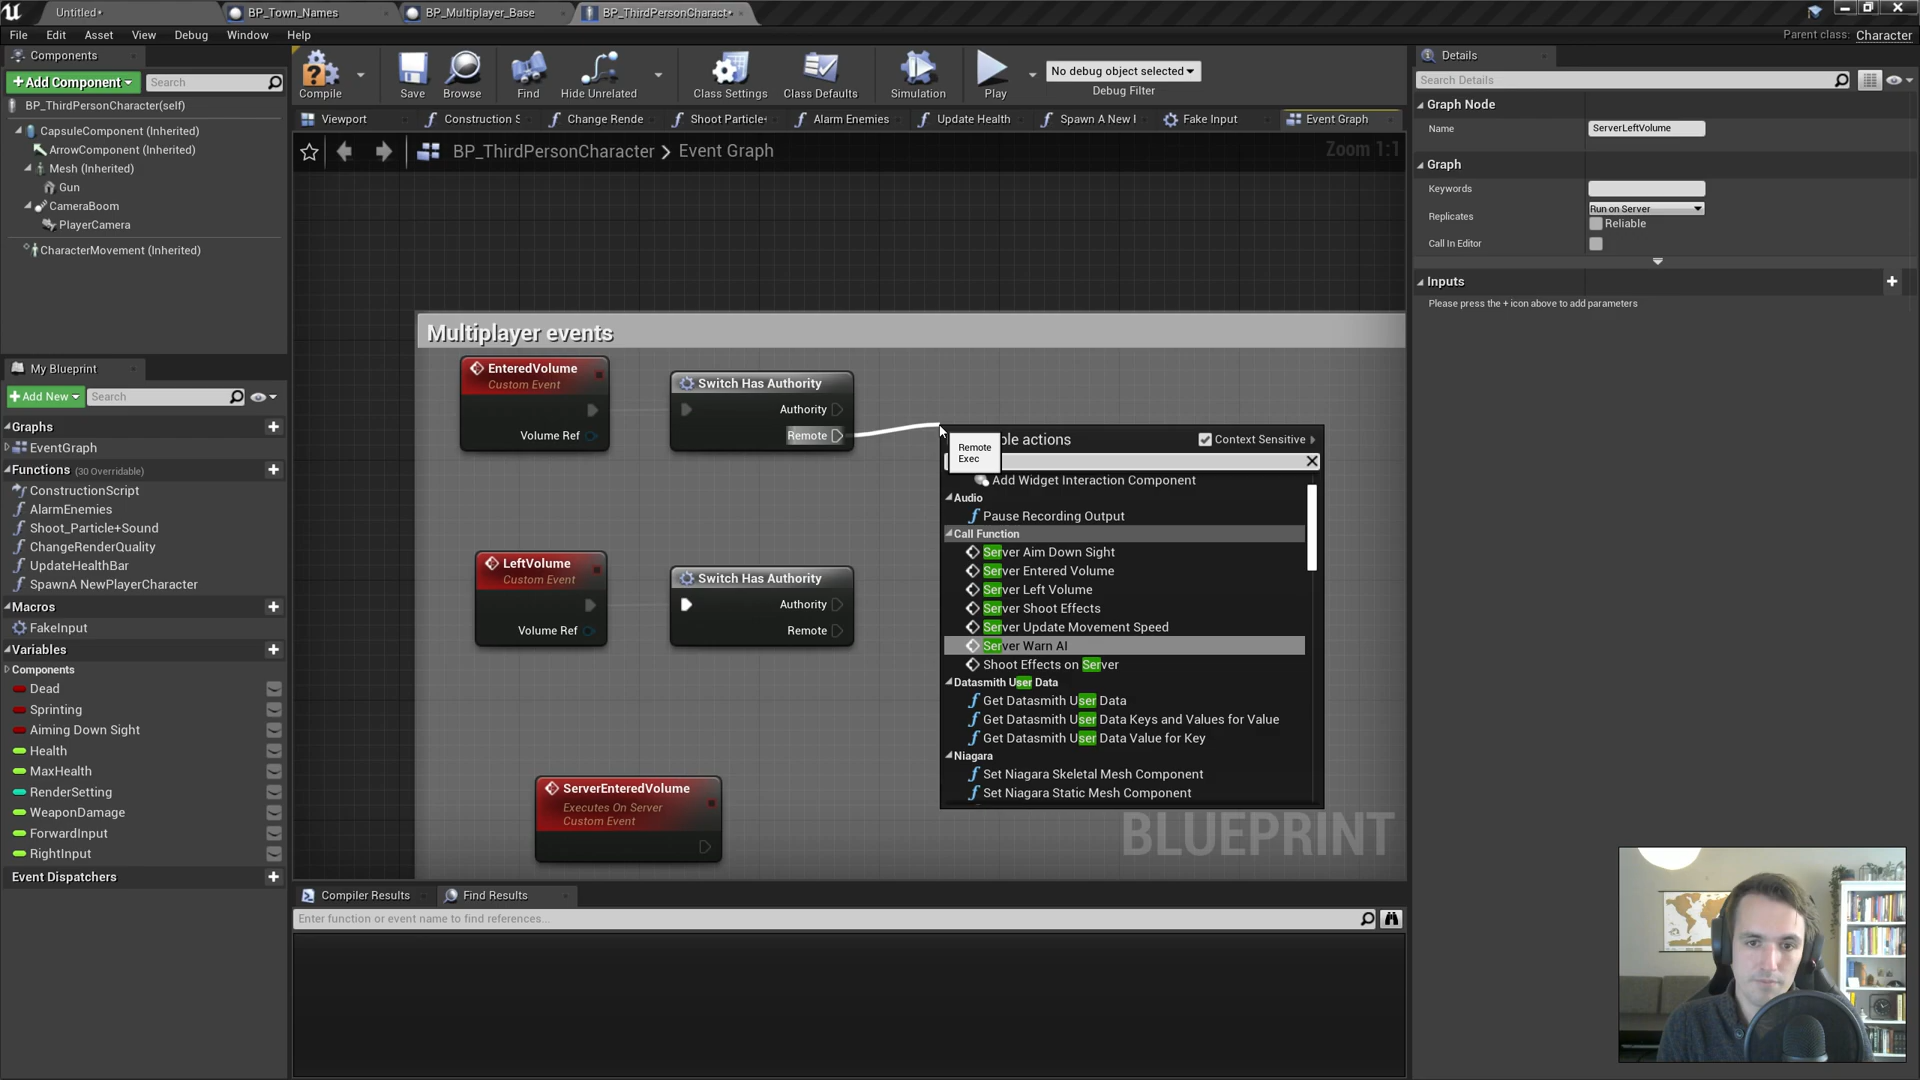 Untitled*
BP_Town_Names
BP_Multiplayer_Base
BP_ThirdPersonCharact*
File Edit Asset View Debug Window Help
Parent class: Character
Components
+Add Component
Search
BP_ThirdPersonCharacter(self)
CapsuleComponent (Inherited)
ArrowComponent (Inherited)
Mesh (Inherited)
Gun
CameraBoom
PlayerCamera
CharacterMovement (Inherited)
My Blueprint
+Add New
Search
Graphs
EventGraph
Functions (30 Overridable)
ConstructionScript
AlarmEnemies
Shoot_Particle+Sound
ChangeRenderQuality
UpdateHealthBar
SpawnA NewPlayerCharacter
Macros
FakeInput
Variables
Components
Dead
Sprinting
Aiming Down Sight
Health
MaxHealth
RenderSetting
WeaponDamage
ForwardInput
RightInput
Event Dispatchers
Compile
Save
Browse
Find
Hide Unrelated
Class Settings
Class Defaults
Simulation
Play
No debug object selected
Debug Filter
Viewport
Construction S
Change Rende
Shoot Particle+
Alarm Enemies
Update Health
Spawn A New I
Fake Input
Event Graph
BP_ThirdPersonCharacter > Event Graph
Zoom 1:1
Multiplayer events
EnteredVolume
Custom Event
Volume Ref
Switch Has Authority
Authority
Remote
LeftVolume
Custom Event
Volume Ref
Switch Has Authority
Authority
Remote
ServerEnteredVolume
Executes On Server
Custom Event
Remote
Exec
ble actions
Context Sensitive
Add Widget Interaction Component
Audio
Pause Recording Output
Call Function
Server Aim Down Sight
Server Entered Volume
Server Left Volume
Server Shoot Effects
Server Update Movement Speed
Server Warn AI
Shoot Effects on Server
Datasmith User Data
Get Datasmith User Data
Get Datasmith User Data Keys and Values for Value
Get Datasmith User Data Value for Key
Niagara
Set Niagara Skeletal Mesh Component
Set Niagara Static Mesh Component
BLUEPRINT
Compiler Results
Find Results
Enter function or event name to find references...
Details
Search Details
Graph Node
Name
ServerLeftVolume
Graph
Keywords
Replicates
Run on Server
Reliable
Call In Editor
Inputs
Please press the + icon above to add parameters